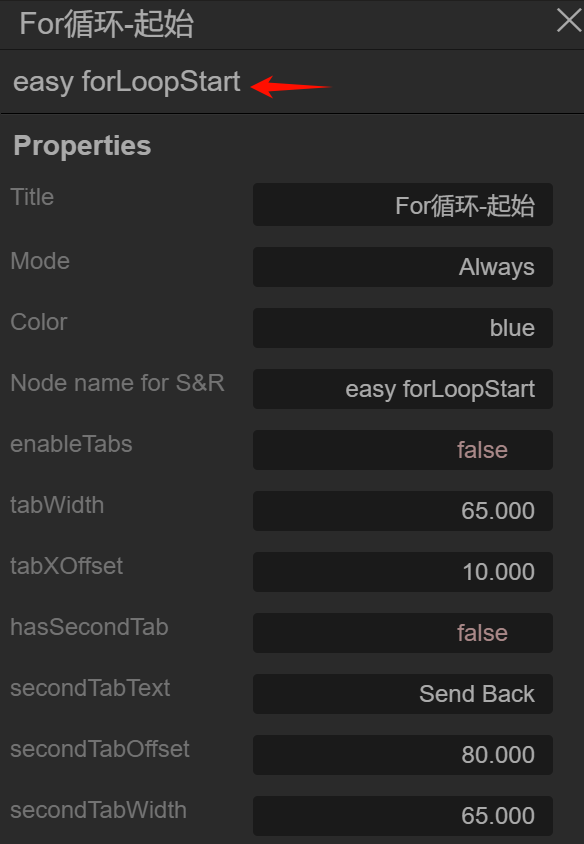 For循环-起始
easy forLoopStart
Properties
Title For循环-起始
Mode Always
Color blue
Node name for S&R easy forLoopStart
enableTabs false
tabWidth 65.000
tabXOffset 10.000
hasSecondTab false
secondTabText Send Back
secondTabOffset 80.000
secondTabWidth 65.000